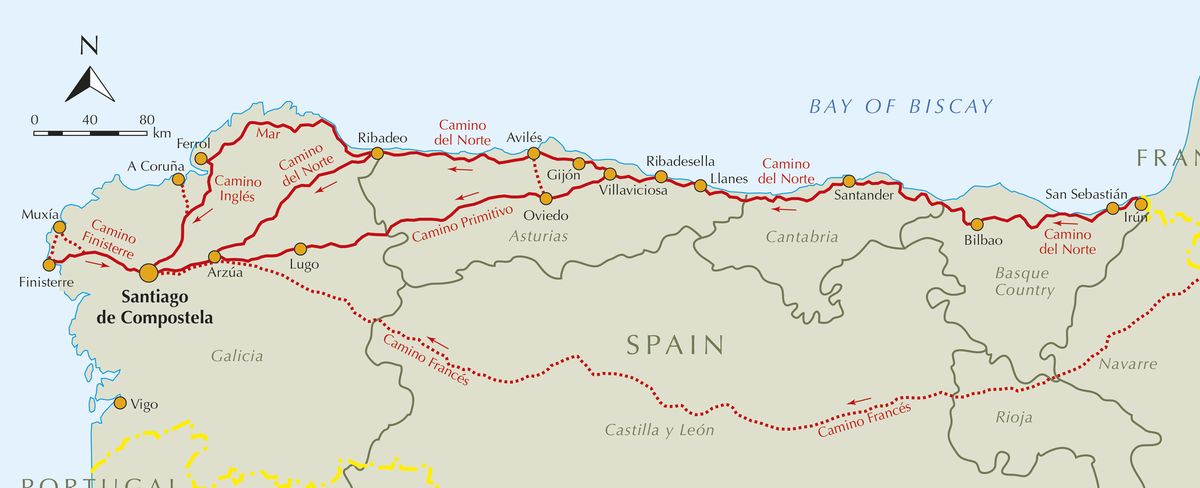 N
0 40 80 km
BAY OF BISCAY
FRAN
Ferrol
Mar
Ribadeo
Camino
del Norte
Avilés
A Coruña
Camino
del Norte
Gijón
Ribadesella
Camino
del Norte
Villaviciosa
Llanes
Santander
San Sebastián
Irún
Camino
Inglés
Muxía
Camino
Finisterre
Camino Primitivo
Oviedo
Asturias
Cantabria
Bilbao
Camino
del Norte
Finisterre
Arzúa
Lugo
Basque
Country
Santiago
de Compostela
Galicia
Camino Francés
SPAIN
Navarre
Vigo
Castilla y León
Camino Francés
Rioja
PORTUGAL